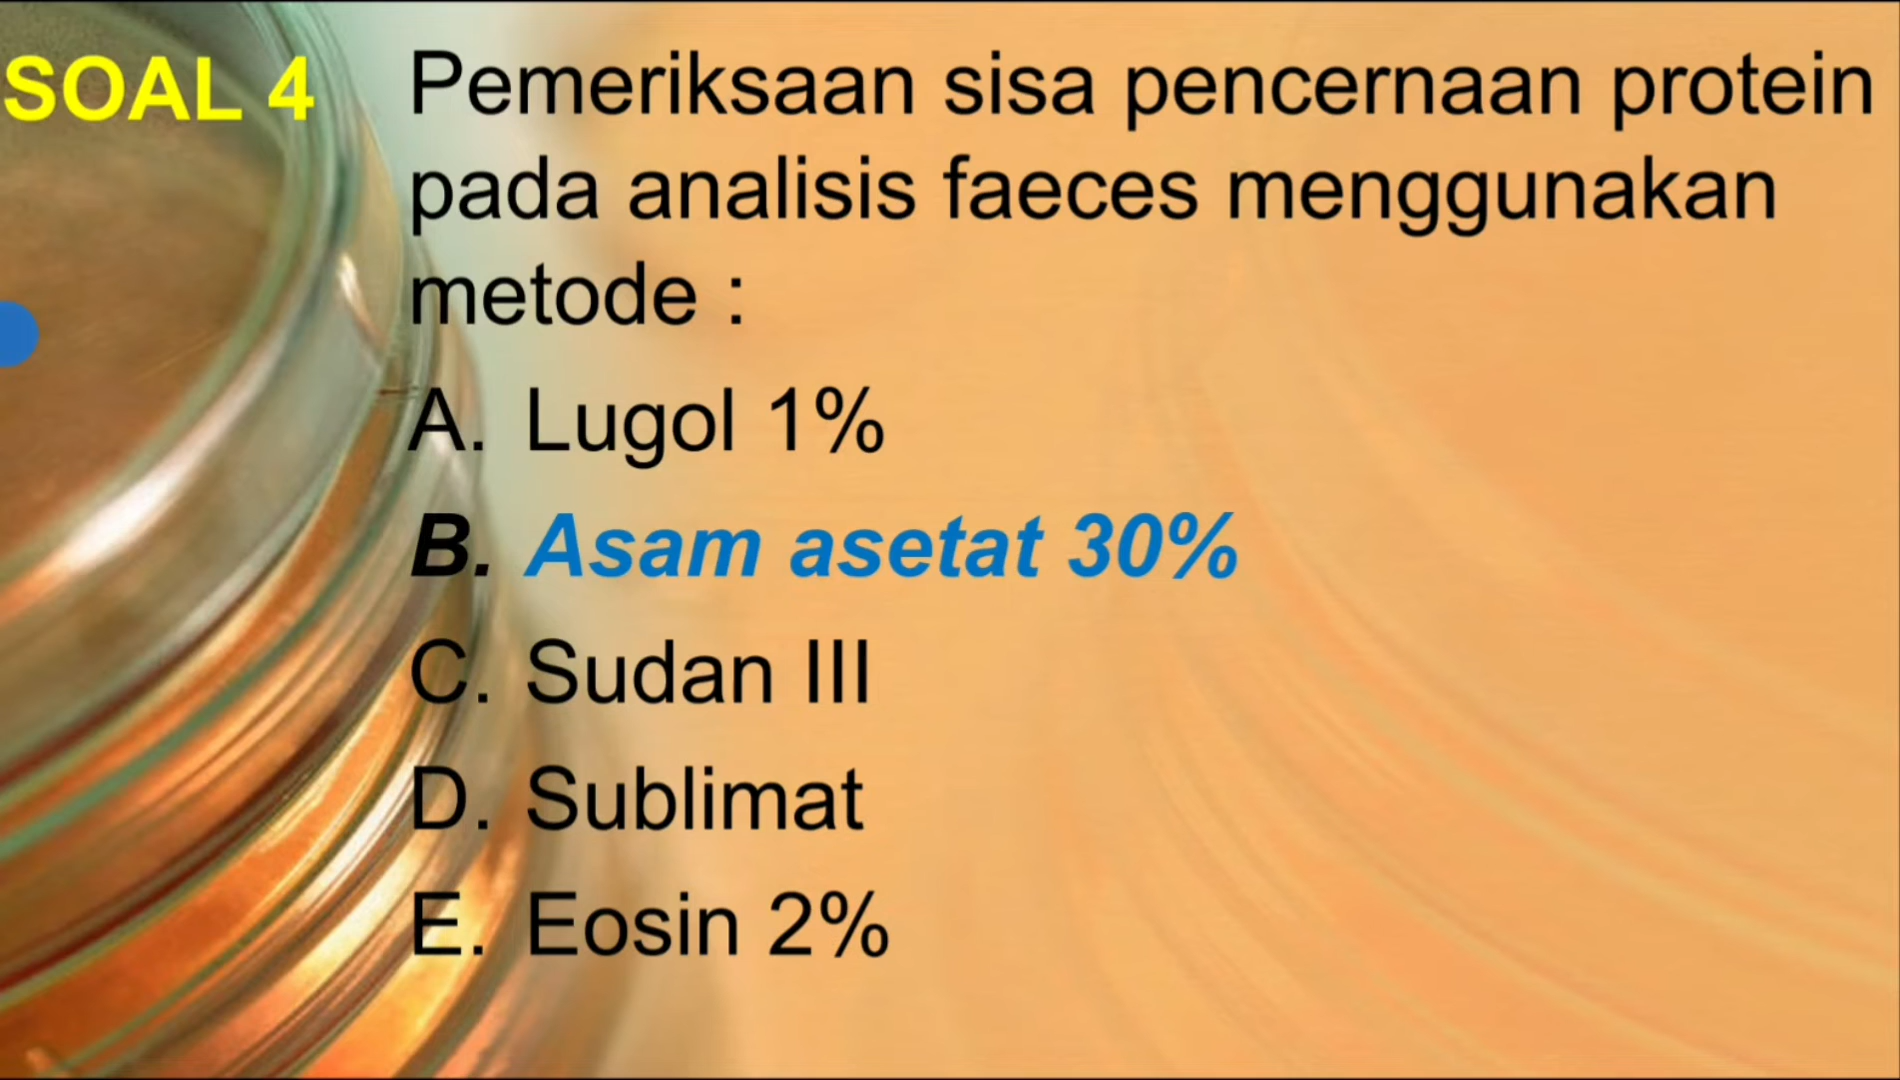 SOAL 4
Pemeriksaan sisa pencernaan protein
pada analisis faeces menggunakan
metode :
A. Lugol 1%
B. Asam asetat 30%
C. Sudan III
D. Sublimat
E. Eosin 2%